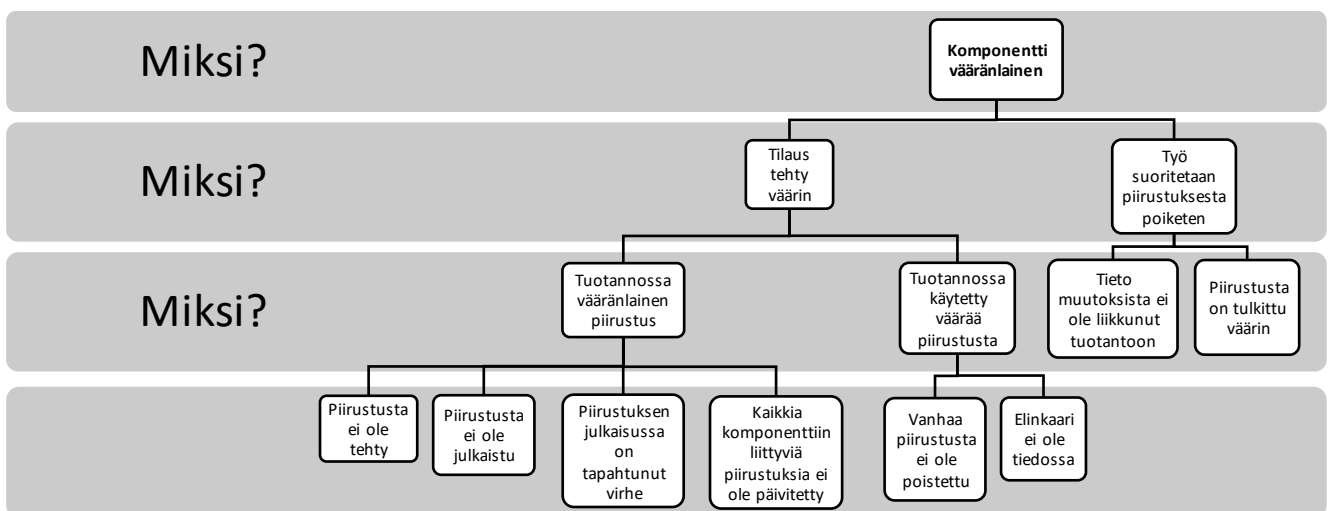 Miksi?
Komponentti
vääränlainen
Miksi?
Tilaus
tehty
väärin
Työ
suoritetaan
piirustuksesta
poiketen
Miksi?
Tuotannossa
vääränlainen
piirustus
Tuotannossa
käytetty
väärää
piirustusta
Tieto
muutoksista ei
ole liikkunut
tuotantoon
Piirustusta
on tulkittu
väärin
Piirustusta
ei ole
tehty
Piirustusta
ei ole
julkaistu
Piirustuksen
julkaisussa
on
tapahtunut
virhe
Kaikkia
komponenttiin
liittyviä
piirustuksia ei
ole päivitetty
Vanhaa
piirustusta
ei ole
poistettu
Elinkaari
ei ole
tiedossa